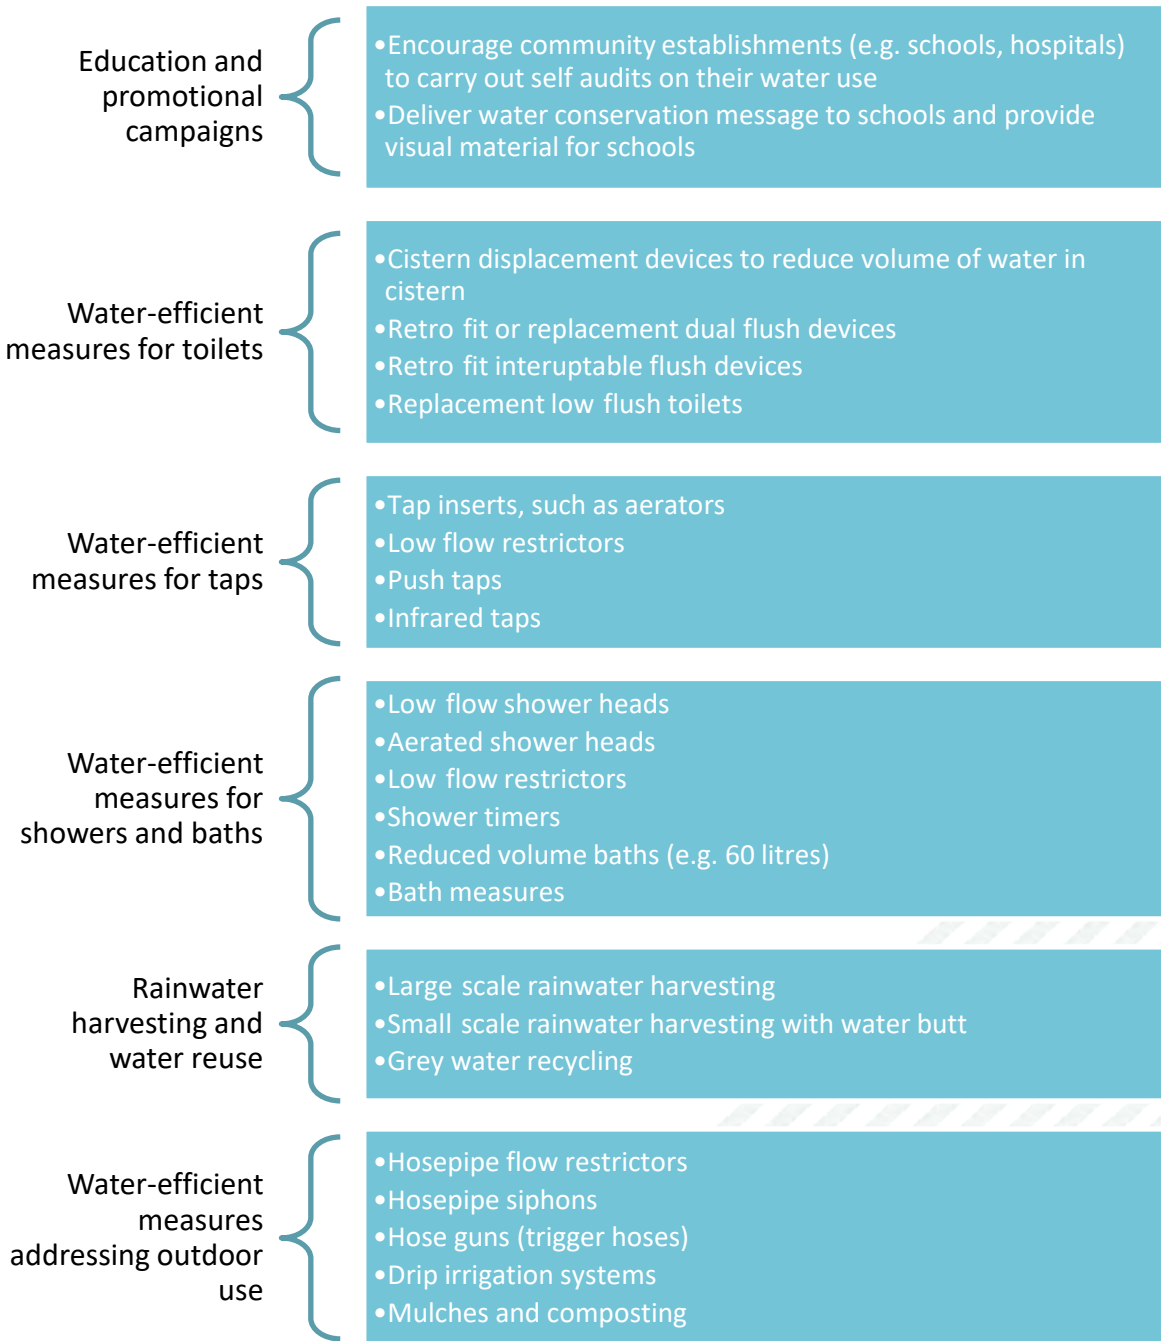 Education and
promotional
campaigns
•Encourage community establishments (e.g. schools, hospitals)
to carry out self audits on their water use
•Deliver water conservation message to schools and provide
visual material for schools
Water-efficient
measures for toilets
•Cistern displacement devices to reduce volume of water in
cistern
•Retro fit or replacement dual flush devices
•Retro fit interuptable flush devices
•Replacement low flush toilets
Water-efficient
measures for taps
•Tap inserts, such as aerators
•Low flow restrictors
•Push taps
•Infrared taps
Water-efficient
measures for
showers and baths
•Low flow shower heads
•Aerated shower heads
•Low flow restrictors
•Shower timers
•Reduced volume baths (e.g. 60 litres)
•Bath measures
Rainwater
harvesting and
water reuse
•Large scale rainwater harvesting
•Small scale rainwater harvesting with water butt
•Grey water recycling
Water-efficient
measures
addressing outdoor
use
•Hosepipe flow restrictors
•Hosepipe siphons
•Hose guns (trigger hoses)
•Drip irrigation systems
•Mulches and composting